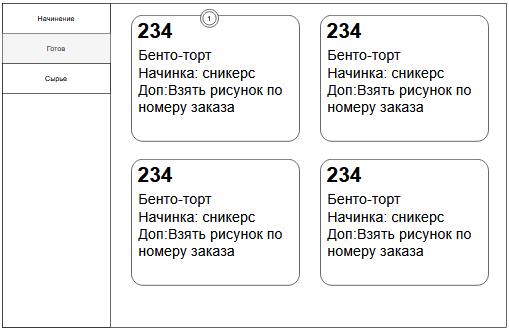 Начинение
Готов
Сырье
1
234
Бенто-торт
Начинка: сникерс
Доп:Взять рисунок по
номеру заказа
234
Бенто-торт
Начинка: сникерс
Доп:Взять рисунок по
номеру заказа
234
Бенто-торт
Начинка: сникерс
Доп:Взять рисунок по
номеру заказа
234
Бенто-торт
Начинка: сникерс
Доп:Взять рисунок по
номеру заказа